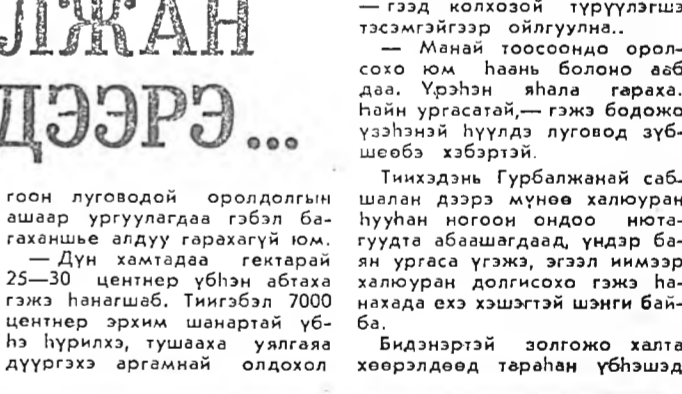 ЛЖАН
ДЭЭРЭ...
гоон луговодой оролдолгын
ашаар ургуулагдаа гэбэл ба-
гаханшье алдуу гарахагүй юм.
— Дүн хамтадаа гектарай
25—30 центнер үбһэн абтаха
гэжэ һанагшаб. Тиигэбэл 7000
центнер эрхим шанартай үб-
һэ һүрилхэ, тушааха уялгаяа
дүүргэхэ аргамнай олдохол
— гээд колхозой түрүүлэгшэ
тэсэмгэйгээр ойлгуулна..
— Манай тоосоондо орол-
сохо юм һаань болоно ааб
даа. Үрэһэн яһала гараха.
Һайн ургасатай,— гэжэ бодожо
үзэһэнэй һүүлдэ луговод зүб-
шөөбэ хэбэртэй.
Тиихэдэнь Гурбалжанай саб-
шалан дээрэ мүнөө халюуран
һууһан ногоон ондоо нюта-
гуудта абаашагдаад, үндэр ба-
ян ургаса үгэжэ, эгээл иимээр
халюуран долгисохо гэжэ һа-
нахада ехэ хэшэгтэй шэнги бай-
ба.
Бидэнэртэй золгожо халта
хөөрэлдөөд тараһан үбһэшэд